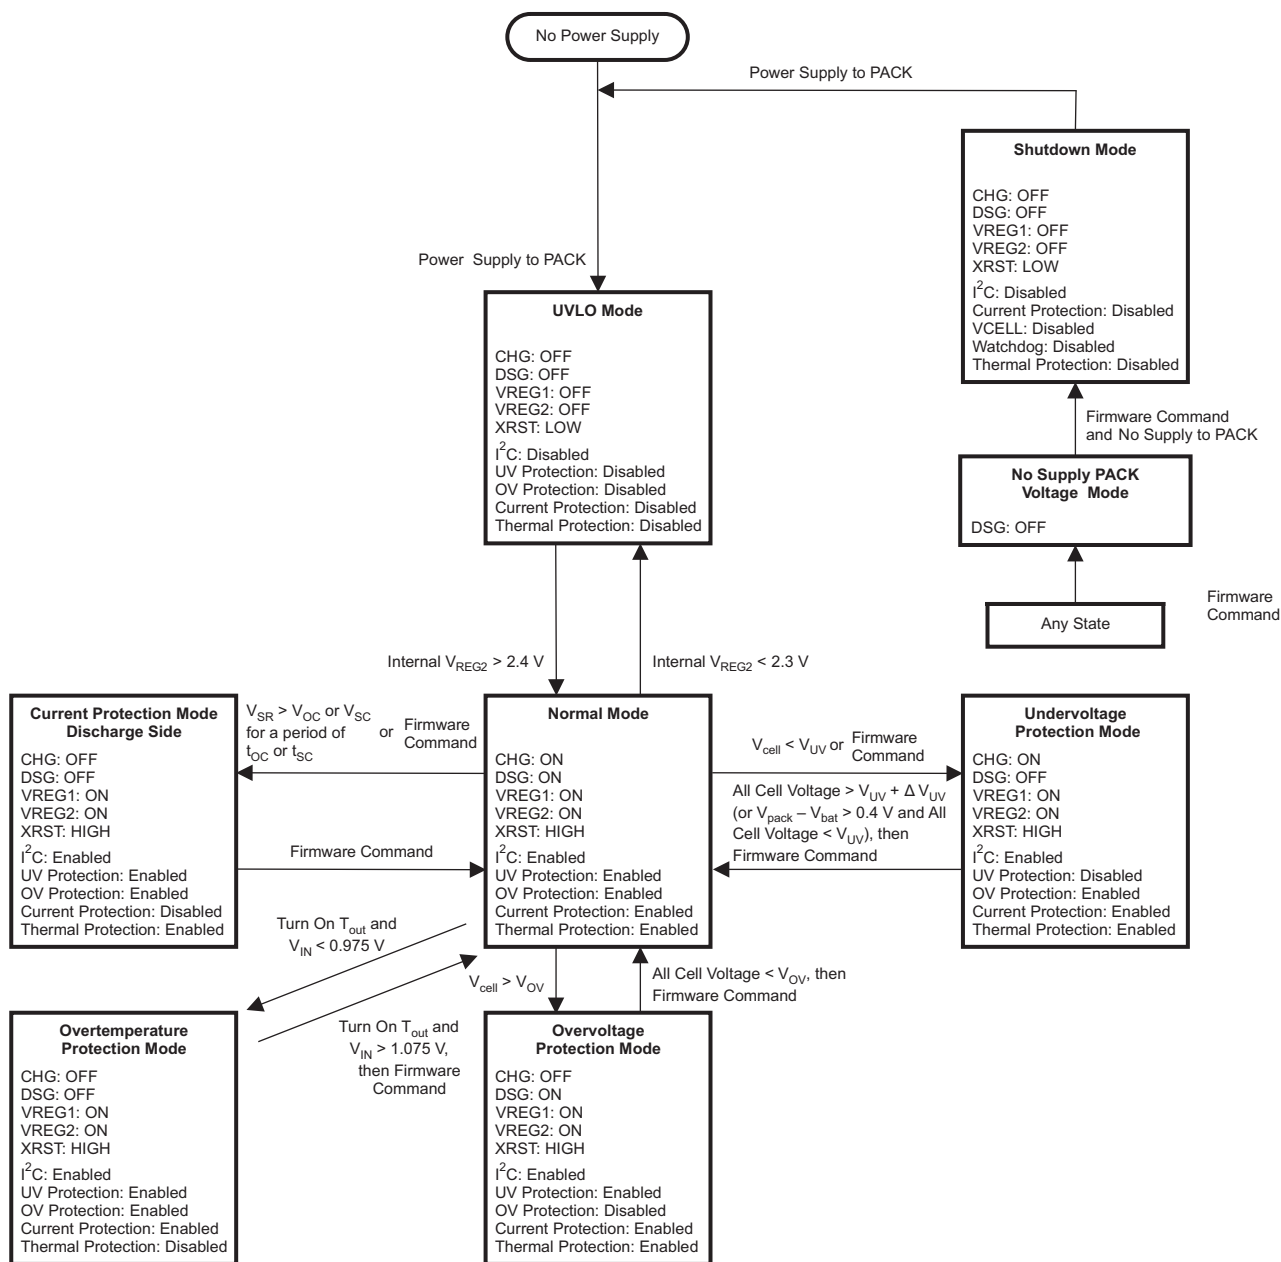 No Power Supply
Power Supply to PACK
Shutdown Mode
CHG: OFF
DSG: OFF
VREG1: OFF
VREG2: OFF
XRST: LOW
I²C: Disabled
Current Protection: Disabled
VCELL: Disabled
Watchdog: Disabled
Thermal Protection: Disabled
Power Supply to PACK
UVLO Mode
CHG: OFF
DSG: OFF
VREG1: OFF
VREG2: OFF
XRST: LOW
I²C: Disabled
UV Protection: Disabled
OV Protection: Disabled
Current Protection: Disabled
Thermal Protection: Disabled
Firmware Command
and No Supply to PACK
No Supply PACK
Voltage Mode
DSG: OFF
Firmware
Command
Any State
Internal VREG2 > 2.4 V
Internal VREG2 < 2.3 V
Current Protection Mode
Discharge Side
CHG: OFF
DSG: OFF
VREG1: ON
VREG2: ON
XRST: HIGH
I²C: Enabled
UV Protection: Enabled
OV Protection: Enabled
Current Protection: Disabled
Thermal Protection: Enabled
VSR > VOC or VSC
for a period of
tOC or tSC
or
Firmware
Command
Firmware Command
Normal Mode
CHG: ON
DSG: ON
VREG1: ON
VREG2: ON
XRST: HIGH
I²C: Enabled
UV Protection: Enabled
OV Protection: Enabled
Current Protection: Enabled
Thermal Protection: Enabled
Vcell < VUV or
Firmware
Command
All Cell Voltage > VUV + Δ VUV
(or Vpack – Vbat > 0.4 V and All
Cell Voltage < VUV), then
Firmware Command
Undervoltage
Protection Mode
CHG: ON
DSG: OFF
VREG1: ON
VREG2: ON
XRST: HIGH
I²C: Enabled
UV Protection: Disabled
OV Protection: Enabled
Current Protection: Enabled
Thermal Protection: Enabled
Turn On Tout and
VIN < 0.975 V
Vcell > VOV
All Cell Voltage < VOV, then
Firmware Command
Turn On Tout and
VIN > 1.075 V,
then Firmware
Command
Overtemperature
Protection Mode
CHG: OFF
DSG: OFF
VREG1: ON
VREG2: ON
XRST: HIGH
I²C: Enabled
UV Protection: Enabled
OV Protection: Enabled
Current Protection: Enabled
Thermal Protection: Disabled
Overvoltage
Protection Mode
CHG: OFF
DSG: ON
VREG1: ON
VREG2: ON
XRST: HIGH
I²C: Enabled
UV Protection: Enabled
OV Protection: Disabled
Current Protection: Enabled
Thermal Protection: Enabled